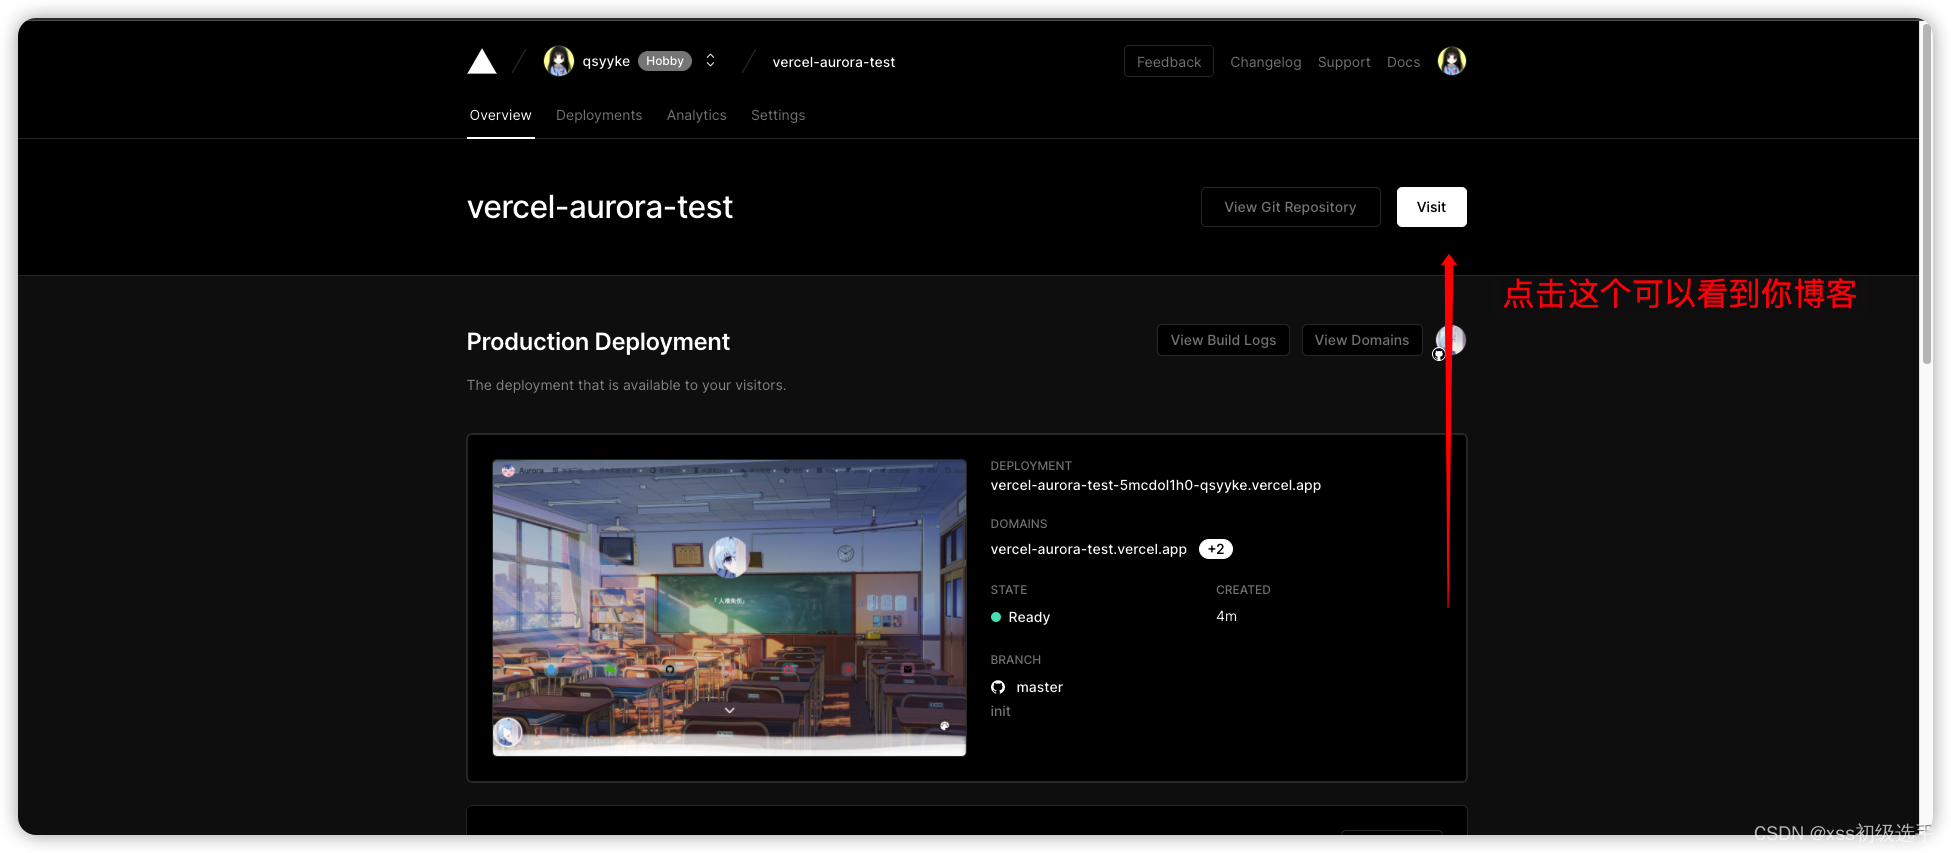 qsyyke Hobby vercel-aurora-test Feedback Changelog Support Docs
Overview Deployments Analytics Settings
vercel-aurora-test View Git Repository Visit
点击这个可以看到你博客
Production Deployment View Build Logs View Domains
The deployment that is available to your visitors.
Aurora
DEPLOYMENT
vercel-aurora-test-5mcdol1h0-qsyyke.vercel.app
DOMAINS
vercel-aurora-test.vercel.app +2
STATE CREATED
Ready 4m
BRANCH
master
init
CSDN @xss初级选手